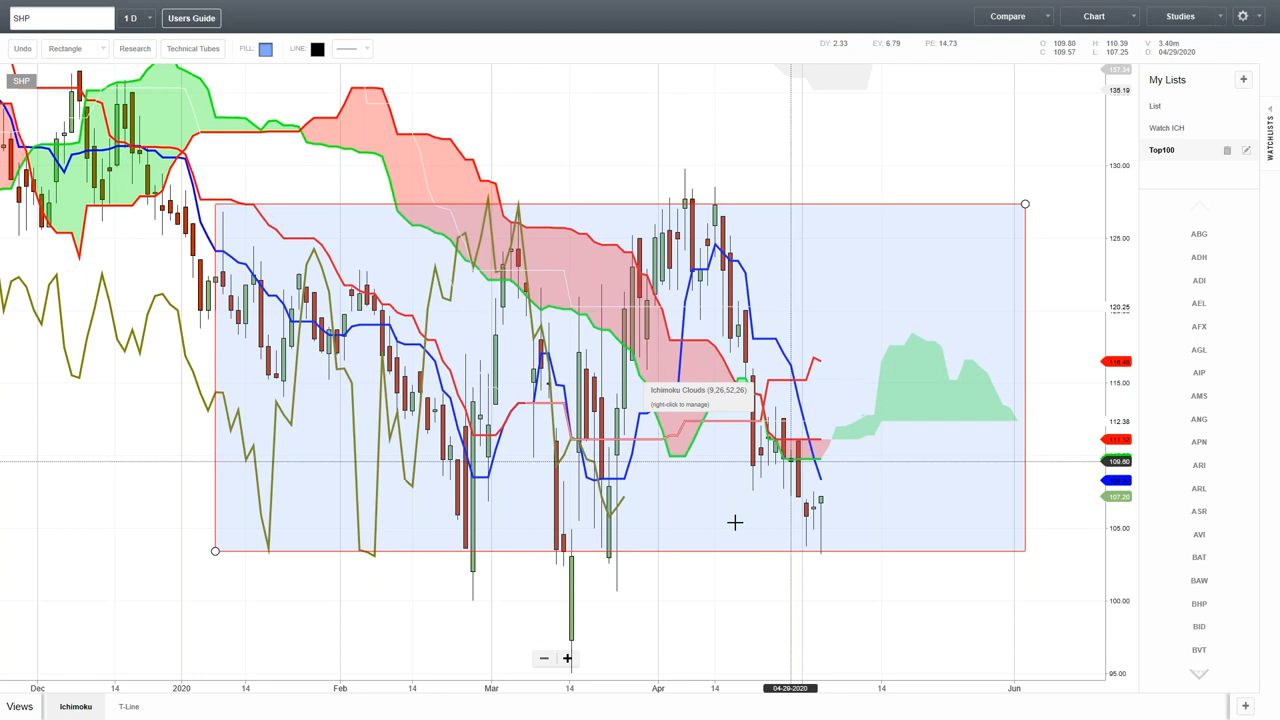 SHP
1 D
Users Guide
Compare
Chart
Studies
Undo
Rectangle
Research
Technical Tubes
FILL:
LINE:
DY: 2.33
EY: 6.79
PE: 14.73
O: 109.80
H: 110.39
V: 3.40m
C: 109.57
L: 107.25
D: 04/29/2020
SHP
157.34
135.19
130.00
125.00
120.25
115.00
112.38
109.60
107.20
105.00
100.00
95.00
Ichimoku Clouds (9,26,52,26)
(right-click to manage)
Dec
14
2020
14
Feb
14
Mar
14
Apr
14
04-29-2020
14
Jun
My Lists
List
Watch ICH
Top100
WATCHLISTS
ABG
ADH
ADI
AEL
AFX
AGL
AIP
AMS
ANG
APN
ARI
ARL
ASR
AVI
BAT
BAW
BHP
BID
BVT
Views
Ichimoku
T-Line